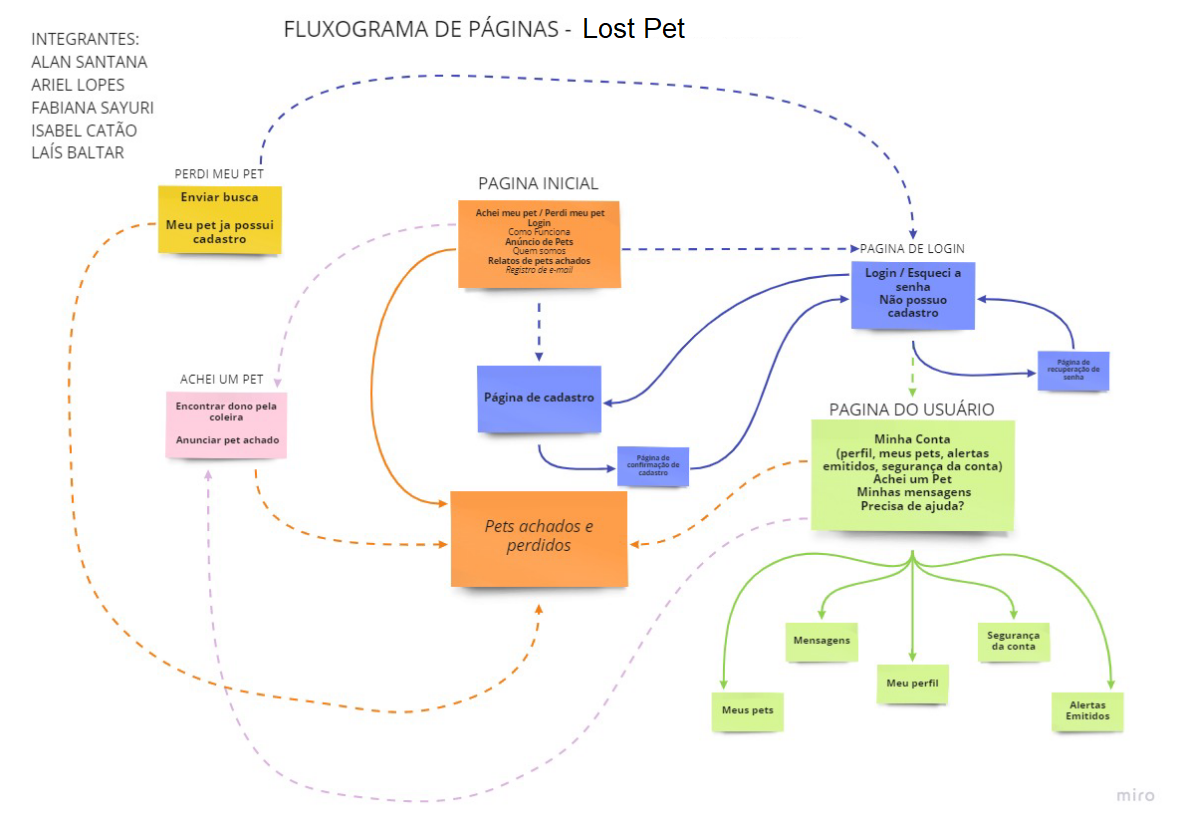 FLUXOGRAMA DE PÁGINAS - Lost Pet
INTEGRANTES:
ALAN SANTANA
ARIEL LOPES
FABIANA SAYURI
ISABEL CATÃO
LAÍS BALTAR
PERDI MEU PET
Enviar busca
Meu pet ja possui
cadastro
PAGINA INICIAL
Achei meu pet / Perdi meu pet
Login
Como Funciona
Anúncio de Pets
Quem somos
Relatos de pets achados
Registro de e-mail
PAGINA DE LOGIN
Login / Esqueci a
senha
Não possuo
cadastro
Página de
recuperação de
senha
ACHEI UM PET
Encontrar dono pela
coleira
Anunciar pet achado
Página de cadastro
Página de
confirmação de
cadastro
PAGINA DO USUÁRIO
Minha Conta
(perfil, meus pets, alertas
emitidos, segurança da conta)
Achei um Pet
Minhas mensagens
Precisa de ajuda?
Pets achados e
perdidos
Mensagens
Segurança
da conta
Meu perfil
Meus pets
Alertas
Emitidos
miro